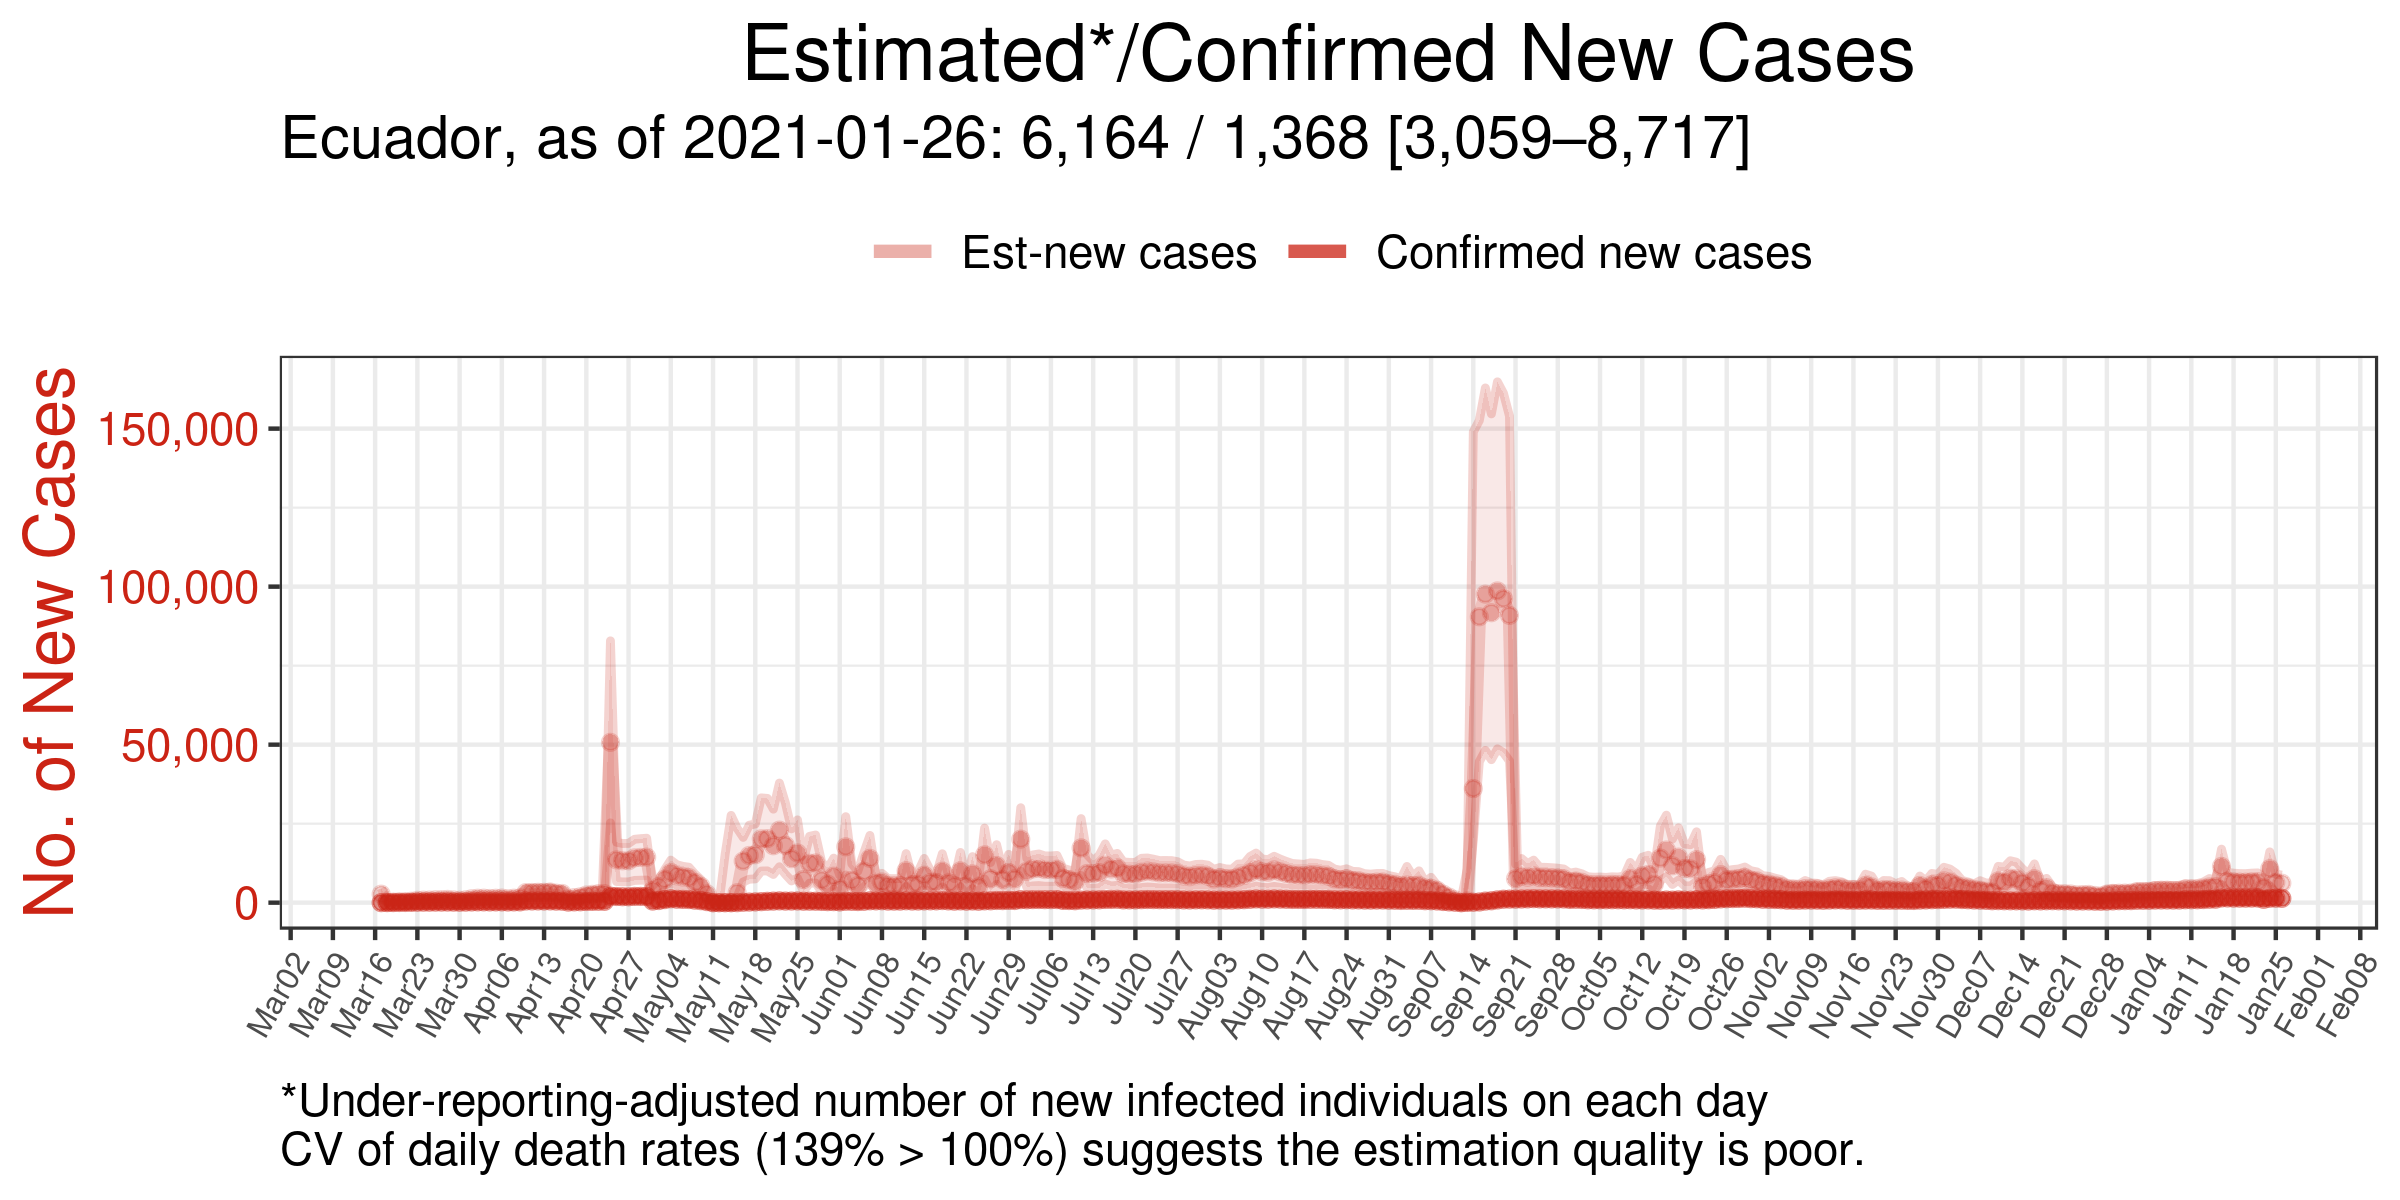 Estimated*/Confirmed New Cases
Ecuador, as of 2021-01-26: 6,164 / 1,368 [3,059–8,717]
Est-new cases
Confirmed new cases
No. of New Cases
150,000
100,000
50,000
0
Mar02
Mar09
Mar16
Mar23
Mar30
Apr06
Apr13
Apr20
Apr27
May04
May11
May18
May25
Jun01
Jun08
Jun15
Jun22
Jun29
Jul06
Jul13
Jul20
Jul27
Aug03
Aug10
Aug17
Aug24
Aug31
Sep07
Sep14
Sep21
Sep28
Oct05
Oct12
Oct19
Oct26
Nov02
Nov09
Nov16
Nov23
Nov30
Dec07
Dec14
Dec21
Dec28
Jan04
Jan11
Jan18
Jan25
Feb01
Feb08
*Under-reporting-adjusted number of new infected individuals on each day
CV of daily death rates (139% > 100%) suggests the estimation quality is poor.